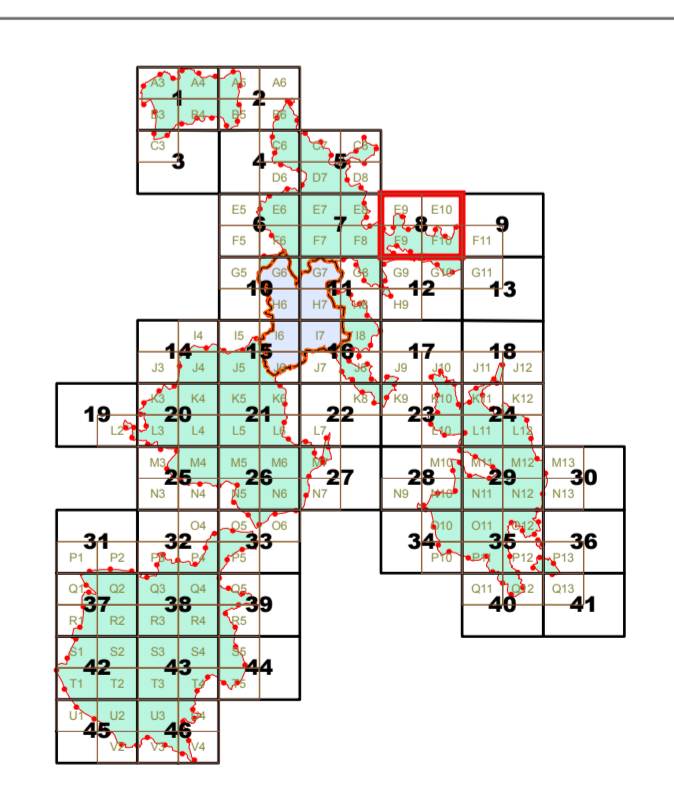 A3 A4 A5 A6
1 2
B3 B4 B5 B6
C3 C6 C7 C8
3 4 5
D6 D7 D8
E5 E6 E7 E8 E9 E10
6 7 8 9
F5 F6 F7 F8 F9 F10 F11
G5 G6 G7 G8 G9 G10 G11
10 11 12 13
H6 H7 H8 H9
I4 I5 I6 I7 I8
14 15 16 17 18
J3 J4 J5 J6 J7 J8 J9 J10 J11 J12
K3 K4 K5 K6 K8 K9 K10 K11 K12
19 20 21 22 23 24
L2 L3 L4 L5 L6 L7 L10 L11 L12
M3 M4 M5 M6 M10 M11 M12 M13
25 26 27 28 29 30
N3 N4 N5 N6 N7 N9 N10 N11 N12 N13
O4 O5 O6 O10 O11 O12
31 32 33 34 35 36
P1 P2 P3 P4 P5 P10 P11 P12 P13
Q1 Q2 Q3 Q4 Q5 Q11 Q12 Q13
37 38 39 40 41
R1 R2 R3 R4 R5
S1 S2 S3 S4 S5
42 43 44
T1 T2 T3 T4 T5
U1 U2 U3 U4
45 46
V2 V3 V4